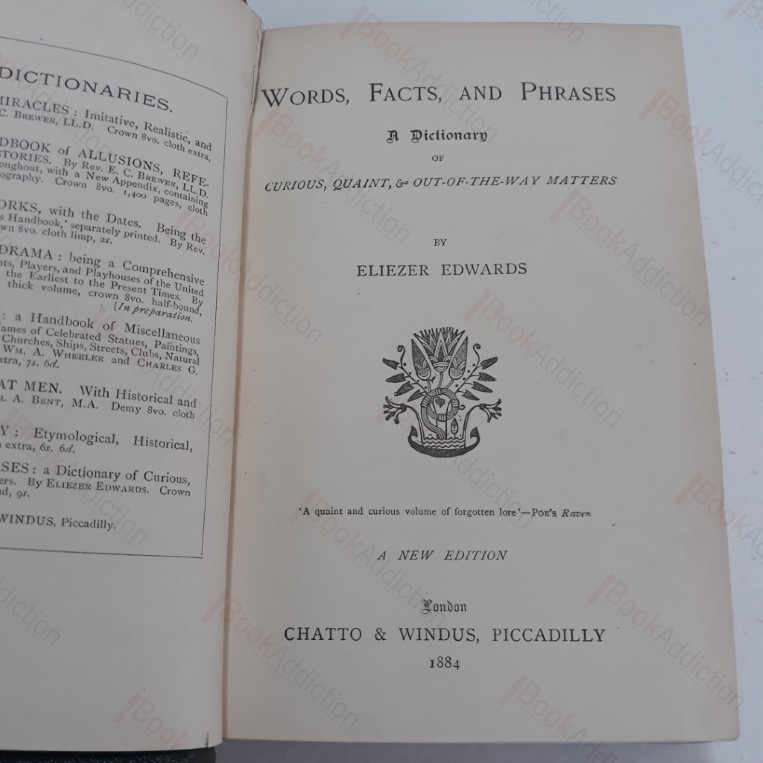 DICTIONARIES.
MIRACLES: Imitative, Realistic, and
C. BREWER, LL.D. Crown 8vo. cloth extra,
DBOOK of ALLUSIONS, REFE-
STORIES. By Rev. E. C. BREWER, LL.D.
oughout, with a New Appendix, containing
ography. Crown 8vo. 1,400 pages, cloth
ORKS, with the Dates. Being the
s Handbook,' separately printed. By Rev.
wn 8vo. cloth limp, 2s.
DRAMA: being a Comprehensive
hts, Players, and Playhouses of the United
the Earliest to the Present Times. By
thick volume, crown 8vo. half-bound,
[In preparation.
: a Handbook of Miscellaneous
ames of Celebrated Statues, Paintings,
Churches, Ships, Streets, Clubs, Natural
WM. A. WHEELER and CHARLES G.
xtra, 7s. 6d.
AT MEN. With Historical and
L A. BENT, M.A. Demy 8vo. cloth
Y: Etymological, Historical,
h extra, 6s. 6d.
SES: a Dictionary of Curious,
ers. By ELIEZER EDWARDS. Crown
nd, 9s.
WINDUS, Piccadilly.
WORDS, FACTS, AND PHRASES
A Dictionary
OF
CURIOUS, QUAINT, & OUT-OF-THE-WAY MATTERS
BY
ELIEZER EDWARDS
'A quaint and curious volume of forgotten lore'—POE'S Raven
A NEW EDITION
London
CHATTO & WINDUS, PICCADILLY
1884
BookAddiction